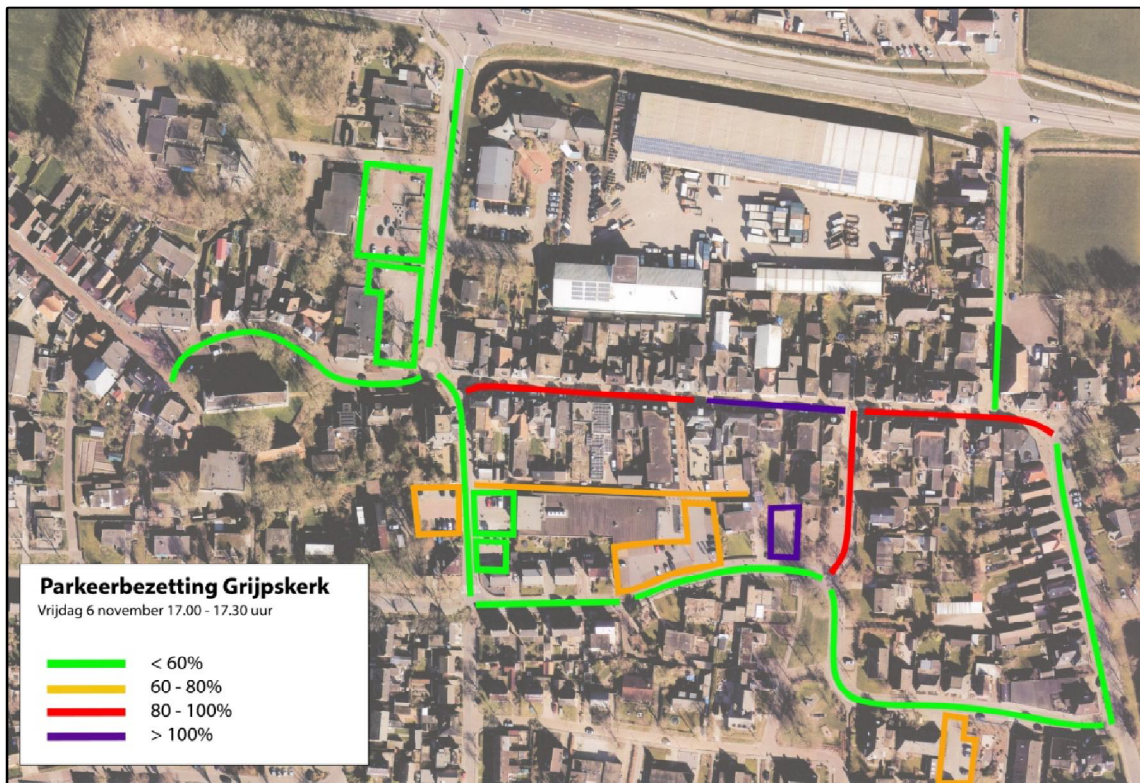 Parkeerbezetting Grijpskerk
Vrijdag 6 november 17.00 - 17.30 uur
< 60%
60 - 80%
80 - 100%
> 100%